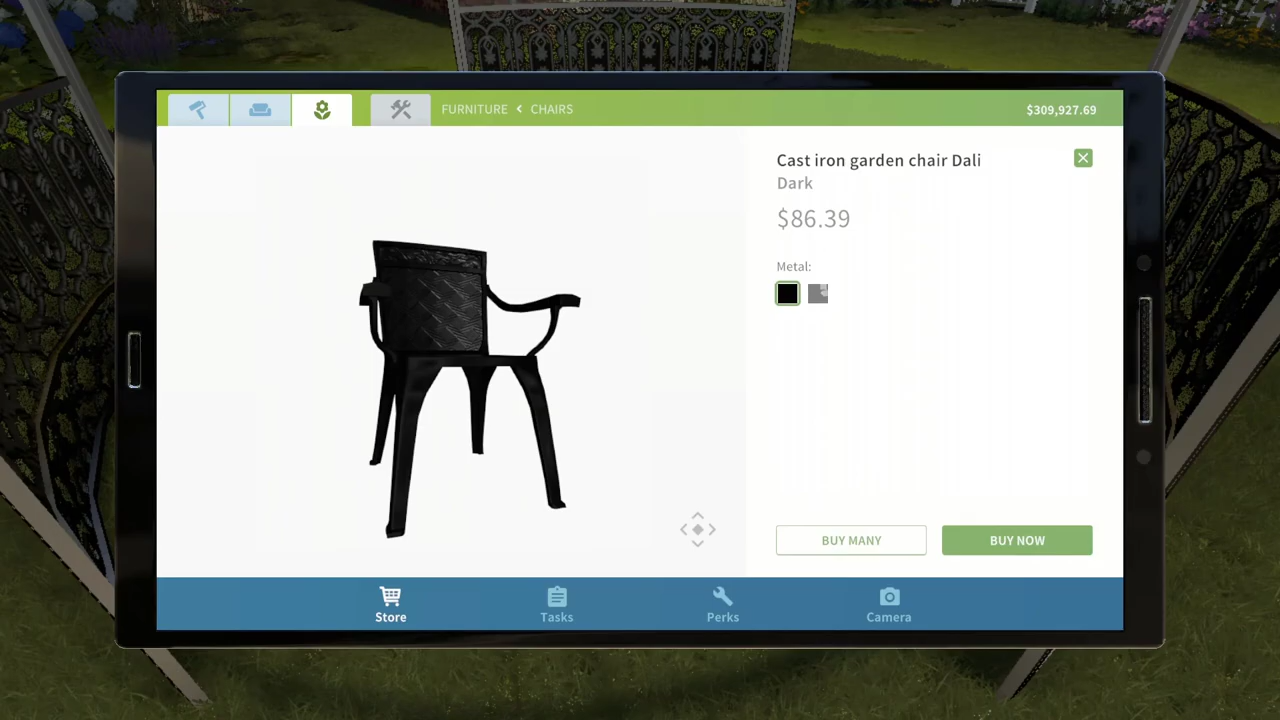 FURNITURE < CHAIRS
$309,927.69
Cast iron garden chair Dali
Dark
$86.39
Metal:
BUY MANY
BUY NOW
Store
Tasks
Perks
Camera